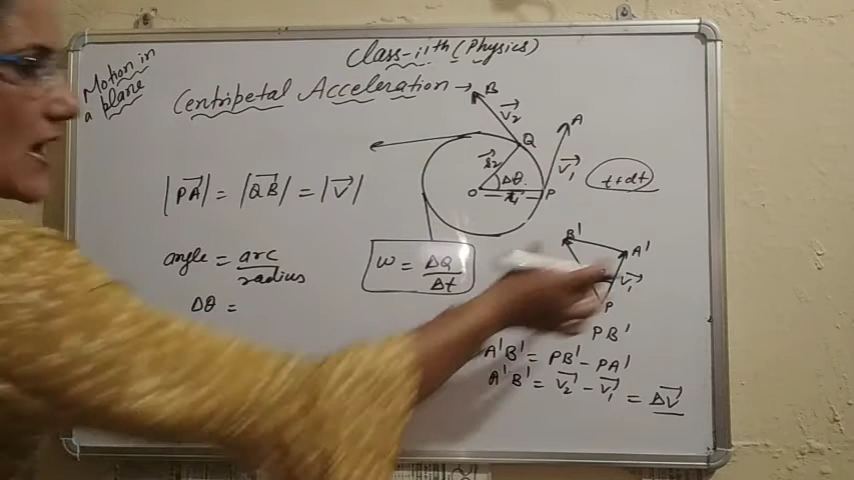 Class-11th (Physics)
Motion in
a plane
Centripetal Acceleration →
B
V2
A
Q
r2
V1
t+dt
Δθ
O
r1
P
|PA| = |QB| = |V|
B'
A'
V1
P
angle = arc
radius
ω = ΔQ
Δt
Δθ =
PB'
A'B' = PB' - PA'
A'B' = V2 - V1 = ΔV